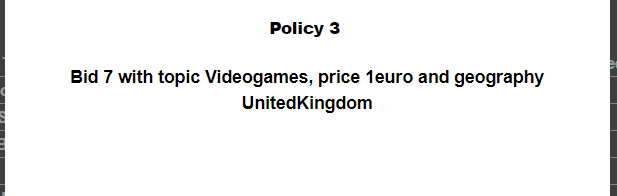 Policy 3
Bid 7 with topic Videogames, price 1euro and geography
UnitedKingdom